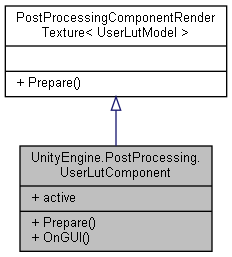 PostProcessingComponentRender
Texture< UserLutModel >
+ Prepare()
UnityEngine.PostProcessing.
UserLutComponent
+ active
+ Prepare()
+ OnGUI()